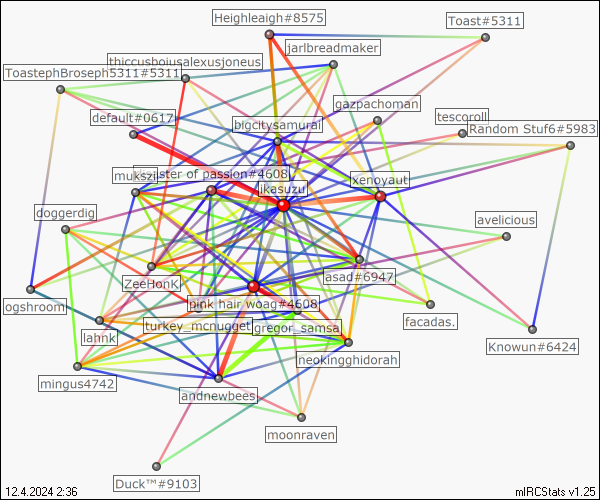 Heighleaigh#8575
Toast#5311
jarlbreadmaker
thiccusboiusalexusjoneus
ToastephBroseph5311#5311
gazpachoman
default#0617
tescoroll
bigcitysamurai
Random Stuf6#5983
ster of passion#4608
mukszi
xenoyaut
jkasuzu
doggerdig
avelicious
asad#6947
ZeeHonK
ogshroom
pink hair woag#4608
facadas.
turkey_mcnugget
gregor_samsa
lahnk
Knowun#6424
neokingghidorah
mingus4742
andnewbees
moonraven
Duck™#9103
12.4.2024 2:36
mIRCStats v1.25